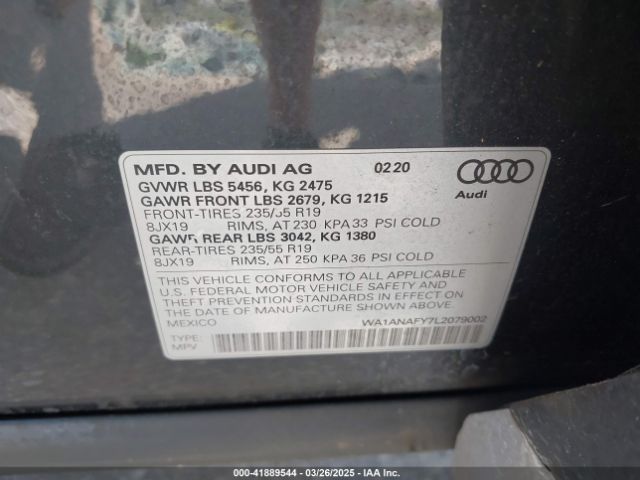 MFD. BY AUDI AG 0220
GVWR LBS 5456, KG 2475
GAWR FRONT LBS 2679, KG 1215
FRONT-TIRES 235/55 R19
8JX19 RIMS, AT 230 KPA 33 PSI COLD
GAWR REAR LBS 3042, KG 1380
REAR-TIRES 235/55 R19
8JX19 RIMS, AT 250 KPA 36 PSI COLD
Audi
THIS VEHICLE CONFORMS TO ALL APPLICABLE
U.S. FEDERAL MOTOR VEHICLE SAFETY AND
THEFT PREVENTION STANDARDS IN EFFECT ON
THE DATE OF MANUFACTURE SHOWN ABOVE.
MEXICO WA1ANAFY7L2079002
TYPE:
MPV
000-41889544 | 03/26/2025 | IAA Inc.